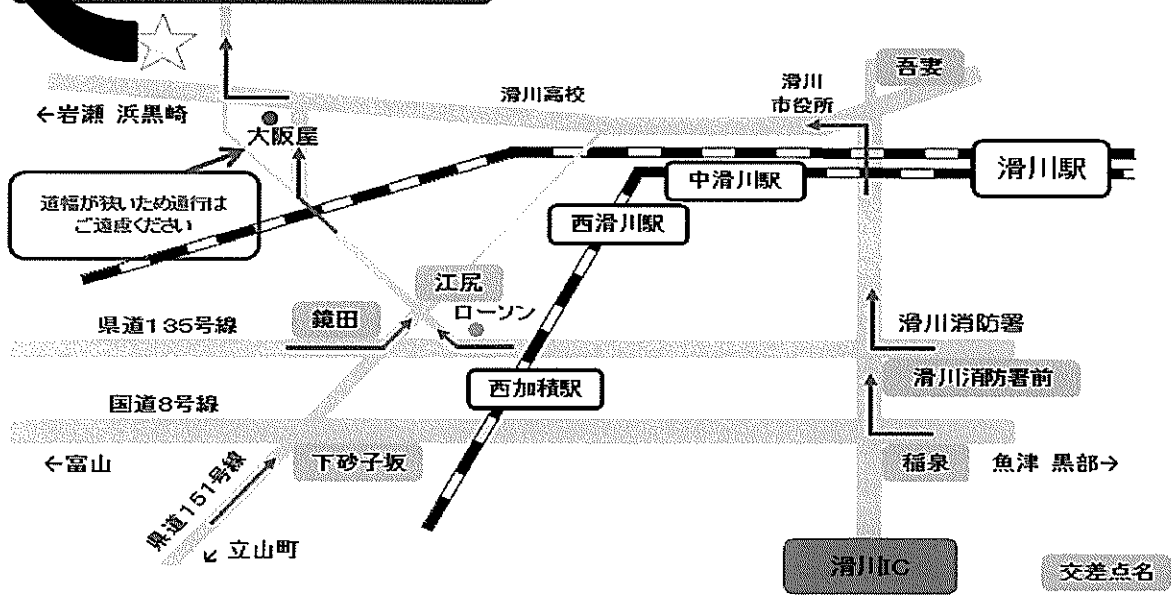 吾妻
滑川
市役所
滑川高校
←岩瀬 浜黒崎
大阪屋
滑川駅
中滑川駅
道幅が狭いため通行は
ご遠慮ください
西滑川駅
江尻
ローソン
県道135号線
鏡田
滑川消防署
滑川消防署前
西加積駅
国道8号線
←富山
下砂子坂
稲泉
魚津 黒部→
県道151号線
↙ 立山町
滑川IC
交差点名